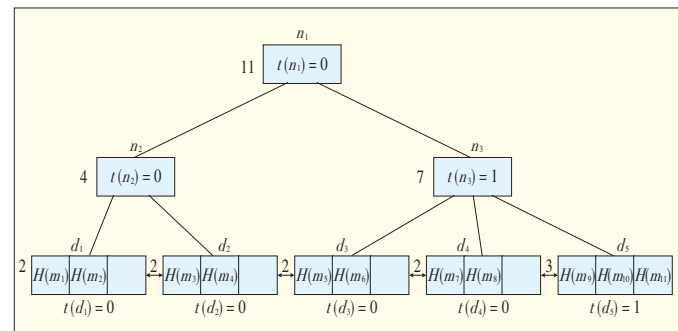 n1
11 t(n1) = 0
n2 n3
4 t(n2) = 0 7 t(n3) = 1
d1 d2 d3 d4 d5
2 H(m1) H(m2) 2 H(m3) H(m4) 2 H(m5) H(m6) 2 H(m7) H(m8) 3 H(m9) H(m10) H(m11)
t(d1) = 0 t(d2) = 0 t(d3) = 0 t(d4) = 0 t(d5) = 1